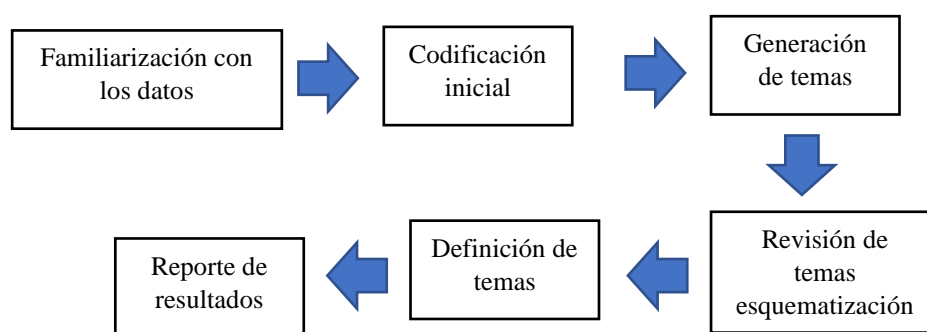 Familiarización con
los datos
Codificación
inicial
Generación
de temas
Revisión de
temas
esquematización
Definición de
temas
Reporte de
resultados